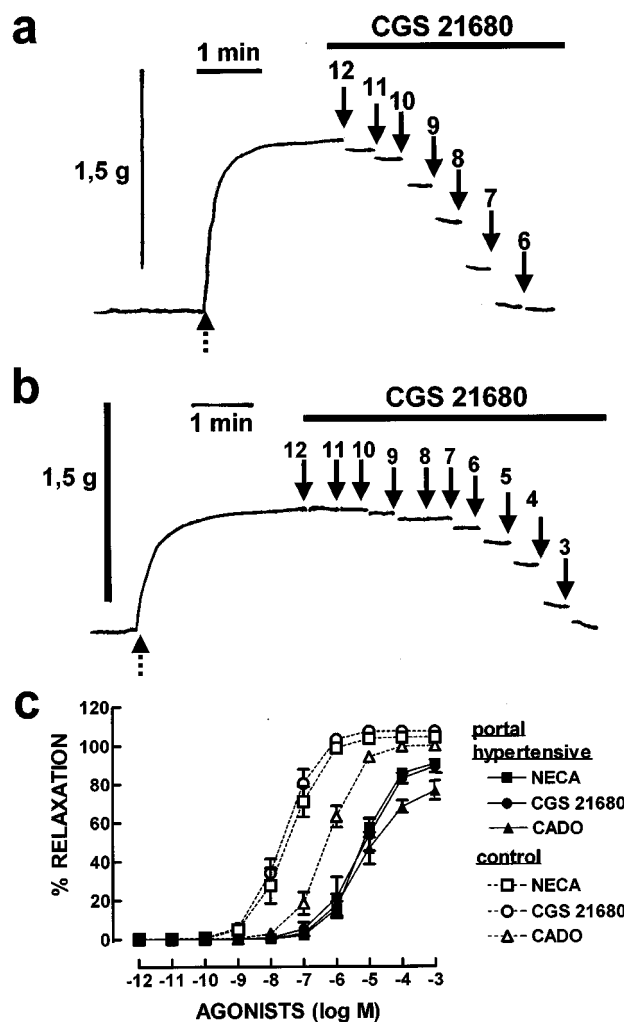 a
1 min
CGS 21680
12
11
10
9
8
7
6
1,5 g
b
1 min
CGS 21680
12
11
10
9
8
7
6
5
4
3
1,5 g
c
120
100
80
60
40
20
0
% RELAXATION
-12 -11 -10 -9 -8 -7 -6 -5 -4 -3
AGONISTS (log M)
portal
hypertensive
NECA
CGS 21680
CADO
control
NECA
CGS 21680
CADO